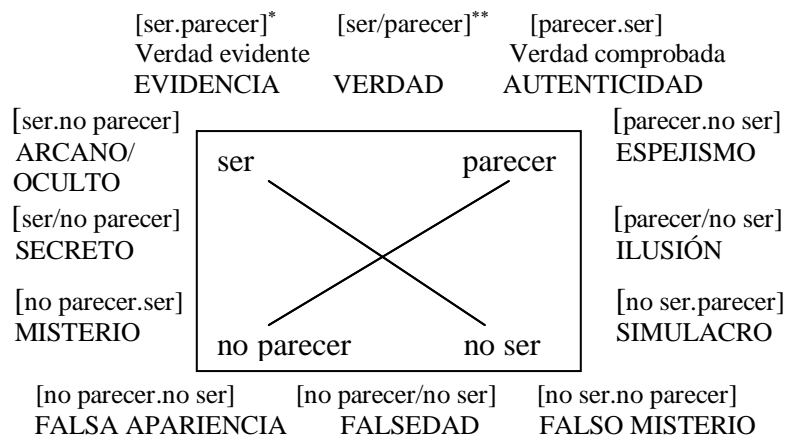 [ser.parecer]* [ser/parecer]** [parecer.ser]
Verdad evidente Verdad comprobada
EVIDENCIA VERDAD AUTENTICIDAD
[ser.no parecer] [parecer.no ser]
ARCANO/ ESPEJISMO
OCULTO
ser parecer
[ser/no parecer] [parecer/no ser]
SECRETO ILUSIÓN
[no parecer.ser] [no ser.parecer]
MISTERIO SIMULACRO
no parecer no ser
[no parecer.no ser] [no parecer/no ser] [no ser.no parecer]
FALSA APARIENCIA FALSEDAD FALSO MISTERIO